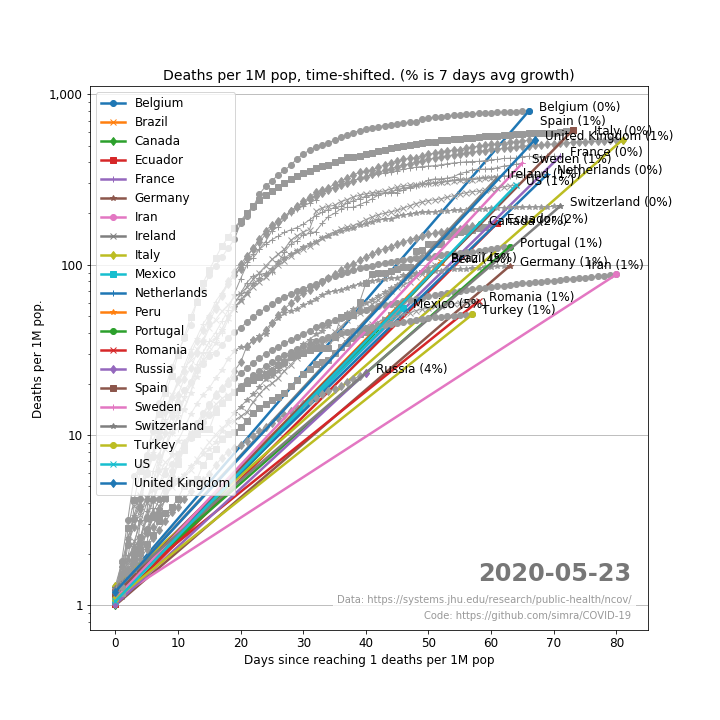 Deaths per 1M pop, time-shifted. (% is 7 days avg growth)
1,000
100
10
1
Deaths per 1M pop.
Belgium
Brazil
Canada
Ecuador
France
Germany
Iran
Ireland
Italy
Mexico
Netherlands
Peru
Portugal
Romania
Russia
Spain
Sweden
Switzerland
Turkey
US
United Kingdom
Belgium (0%)
Spain (1%)
Italy (0%)
United Kingdom (1%)
France (0%)
Sweden (1%)
Netherlands (0%)
Ireland (1%)
US (1%)
Switzerland (0%)
Ecuador (2%)
Canada (2%)
Portugal (1%)
Brazil (5%)
Peru (4%)
Germany (1%)
Iran (1%)
Romania (1%)
Mexico (5%)
Turkey (1%)
Russia (4%)
2020-05-23
Data: https://systems.jhu.edu/research/public-health/ncov/
Code: https://github.com/simra/COVID-19
0 10 20 30 40 50 60 70 80
Days since reaching 1 deaths per 1M pop